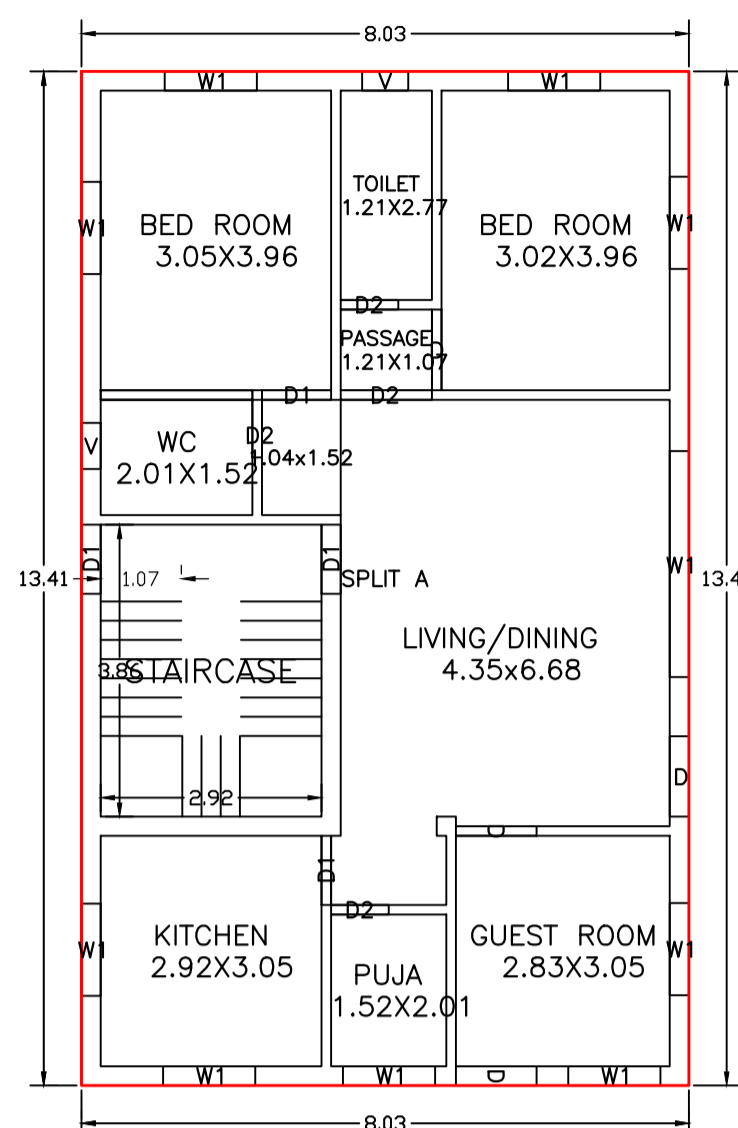 8.03
W1
V
W1
W1
W1
TOILET
1.21X2.77
BED ROOM
3.05X3.96
BED ROOM
3.02X3.96
D2
PASSAGE
1.21X1.07
D
D1
D2
V
WC
2.01X1.52
D2
1.04x1.52
D1
D1
W1
13.41
1.07
SPLIT A
13.4
LIVING/DINING
4.35x6.68
3.86
STAIRCASE
D
2.92
D
D1
D2
W1
KITCHEN
2.92X3.05
GUEST ROOM
2.83X3.05
W1
PUJA
1.52X2.01
W1
W1
D
W1
8.03